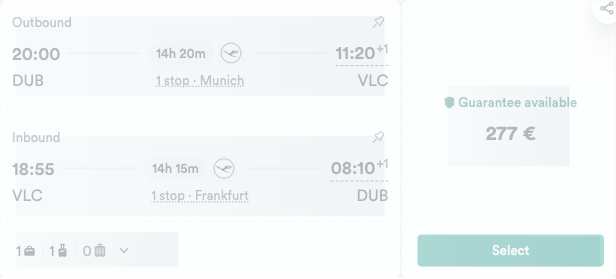 Outbound
20:00 14h 20m 11:20+1
DUB 1 stop · Munich VLC
Inbound
18:55 14h 15m 08:10+1
VLC 1 stop · Frankfurt DUB
1 1 0
Guarantee available
277 €
Select